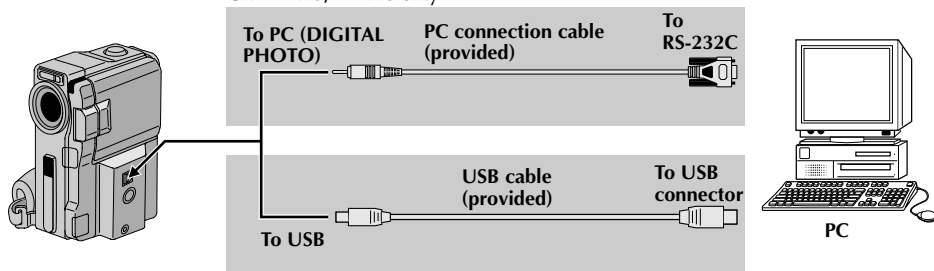 To PC (DIGITAL
PHOTO)
PC connection cable
(provided)
To
RS-232C
USB cable
(provided)
To USB
connector
To USB
PC